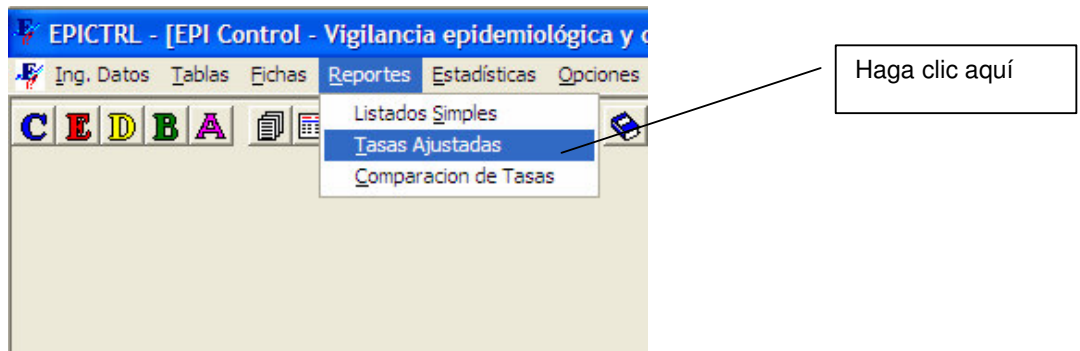 EPICTRL - [EPI Control - Vigilancia epidemiológica y
Ing. Datos Tablas Fichas Reportes Estadísticas Opciones
C E D B A
Listados Simples
Tasas Ajustadas
Comparacion de Tasas
Haga clic aquí